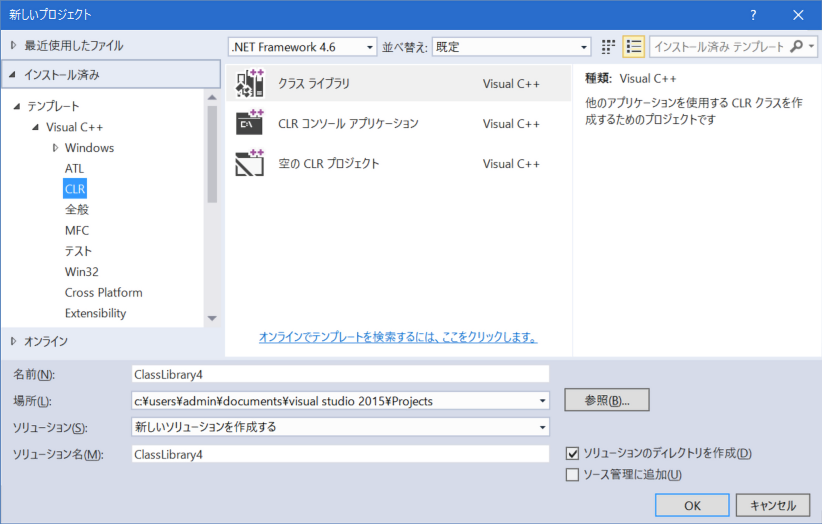 新しいプロジェクト
?
最近使用したファイル
.NET Framework 4.6
並べ替え:
既定
インストール済み テンプレート
インストール済み
テンプレート
Visual C++
Windows
ATL
CLR
全般
MFC
テスト
Win32
Cross Platform
Extensibility
オンライン
クラス ライブラリ Visual C++
CLR コンソール アプリケーション Visual C++
空の CLR プロジェクト Visual C++
オンラインでテンプレートを検索するには、ここをクリックします。
種類: Visual C++
他のアプリケーションを使用する CLR クラスを作
成するためのプロジェクトです
名前(N): ClassLibrary4
場所(L): c:¥users¥admin¥documents¥visual studio 2015¥Projects
参照(B)...
ソリューション(S): 新しいソリューションを作成する
ソリューション名(M): ClassLibrary4
ソリューションのディレクトリを作成(D)
ソース管理に追加(U)
OK
キャンセル